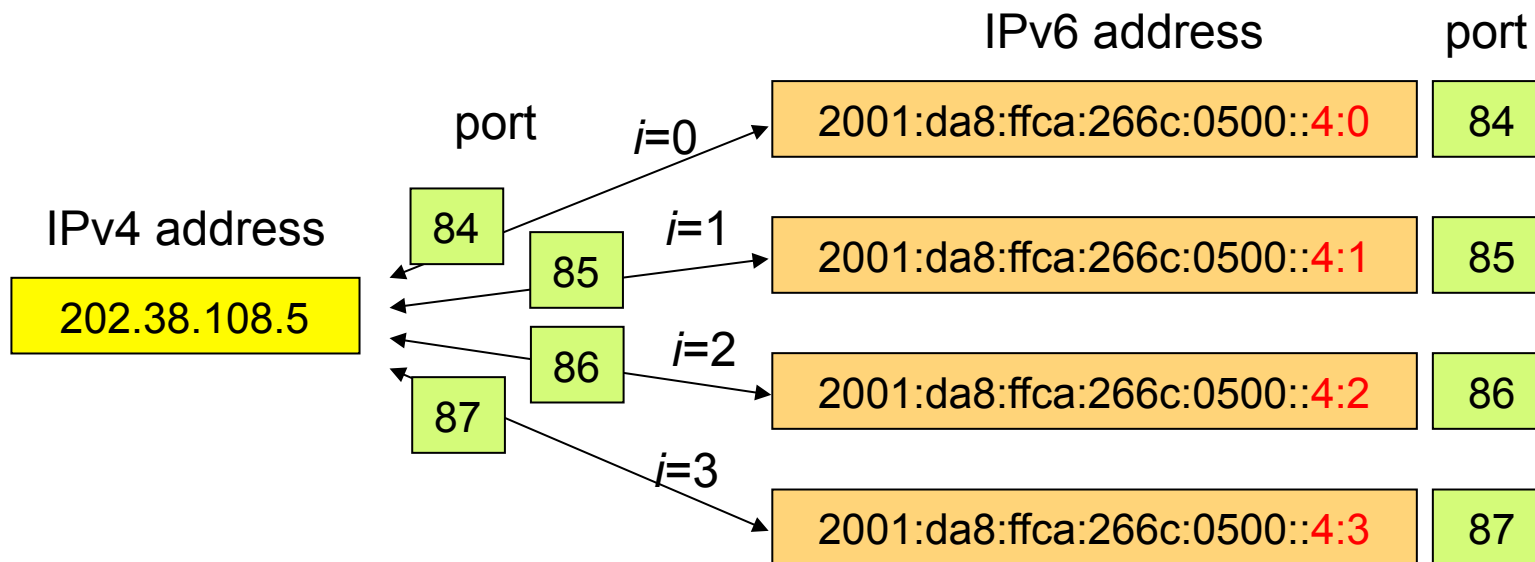 IPv6 address port
2001:da8:ffca:266c:0500::4:0 84
port
i=0
84
IPv4 address
i=1
85
2001:da8:ffca:266c:0500::4:1 85
202.38.108.5
i=2
86
2001:da8:ffca:266c:0500::4:2 86
87
i=3
2001:da8:ffca:266c:0500::4:3 87